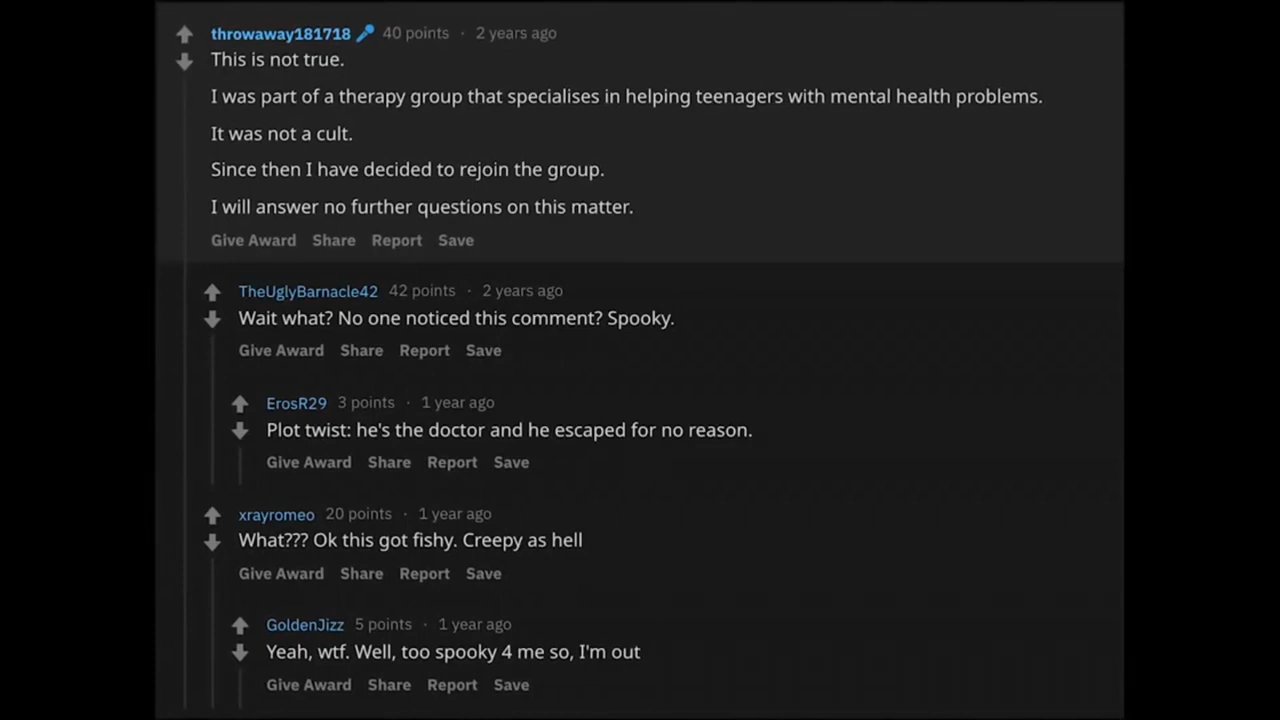 throwaway181718 40 points · 2 years ago
This is not true.
I was part of a therapy group that specialises in helping teenagers with mental health problems.
It was not a cult.
Since then I have decided to rejoin the group.
I will answer no further questions on this matter.
Give Award Share Report Save
TheUglyBarnacle42 42 points · 2 years ago
Wait what? No one noticed this comment? Spooky.
Give Award Share Report Save
ErosR29 3 points · 1 year ago
Plot twist: he's the doctor and he escaped for no reason.
Give Award Share Report Save
xrayromeo 20 points · 1 year ago
What??? Ok this got fishy. Creepy as hell
Give Award Share Report Save
GoldenJizz 5 points · 1 year ago
Yeah, wtf. Well, too spooky 4 me so, I'm out
Give Award Share Report Save